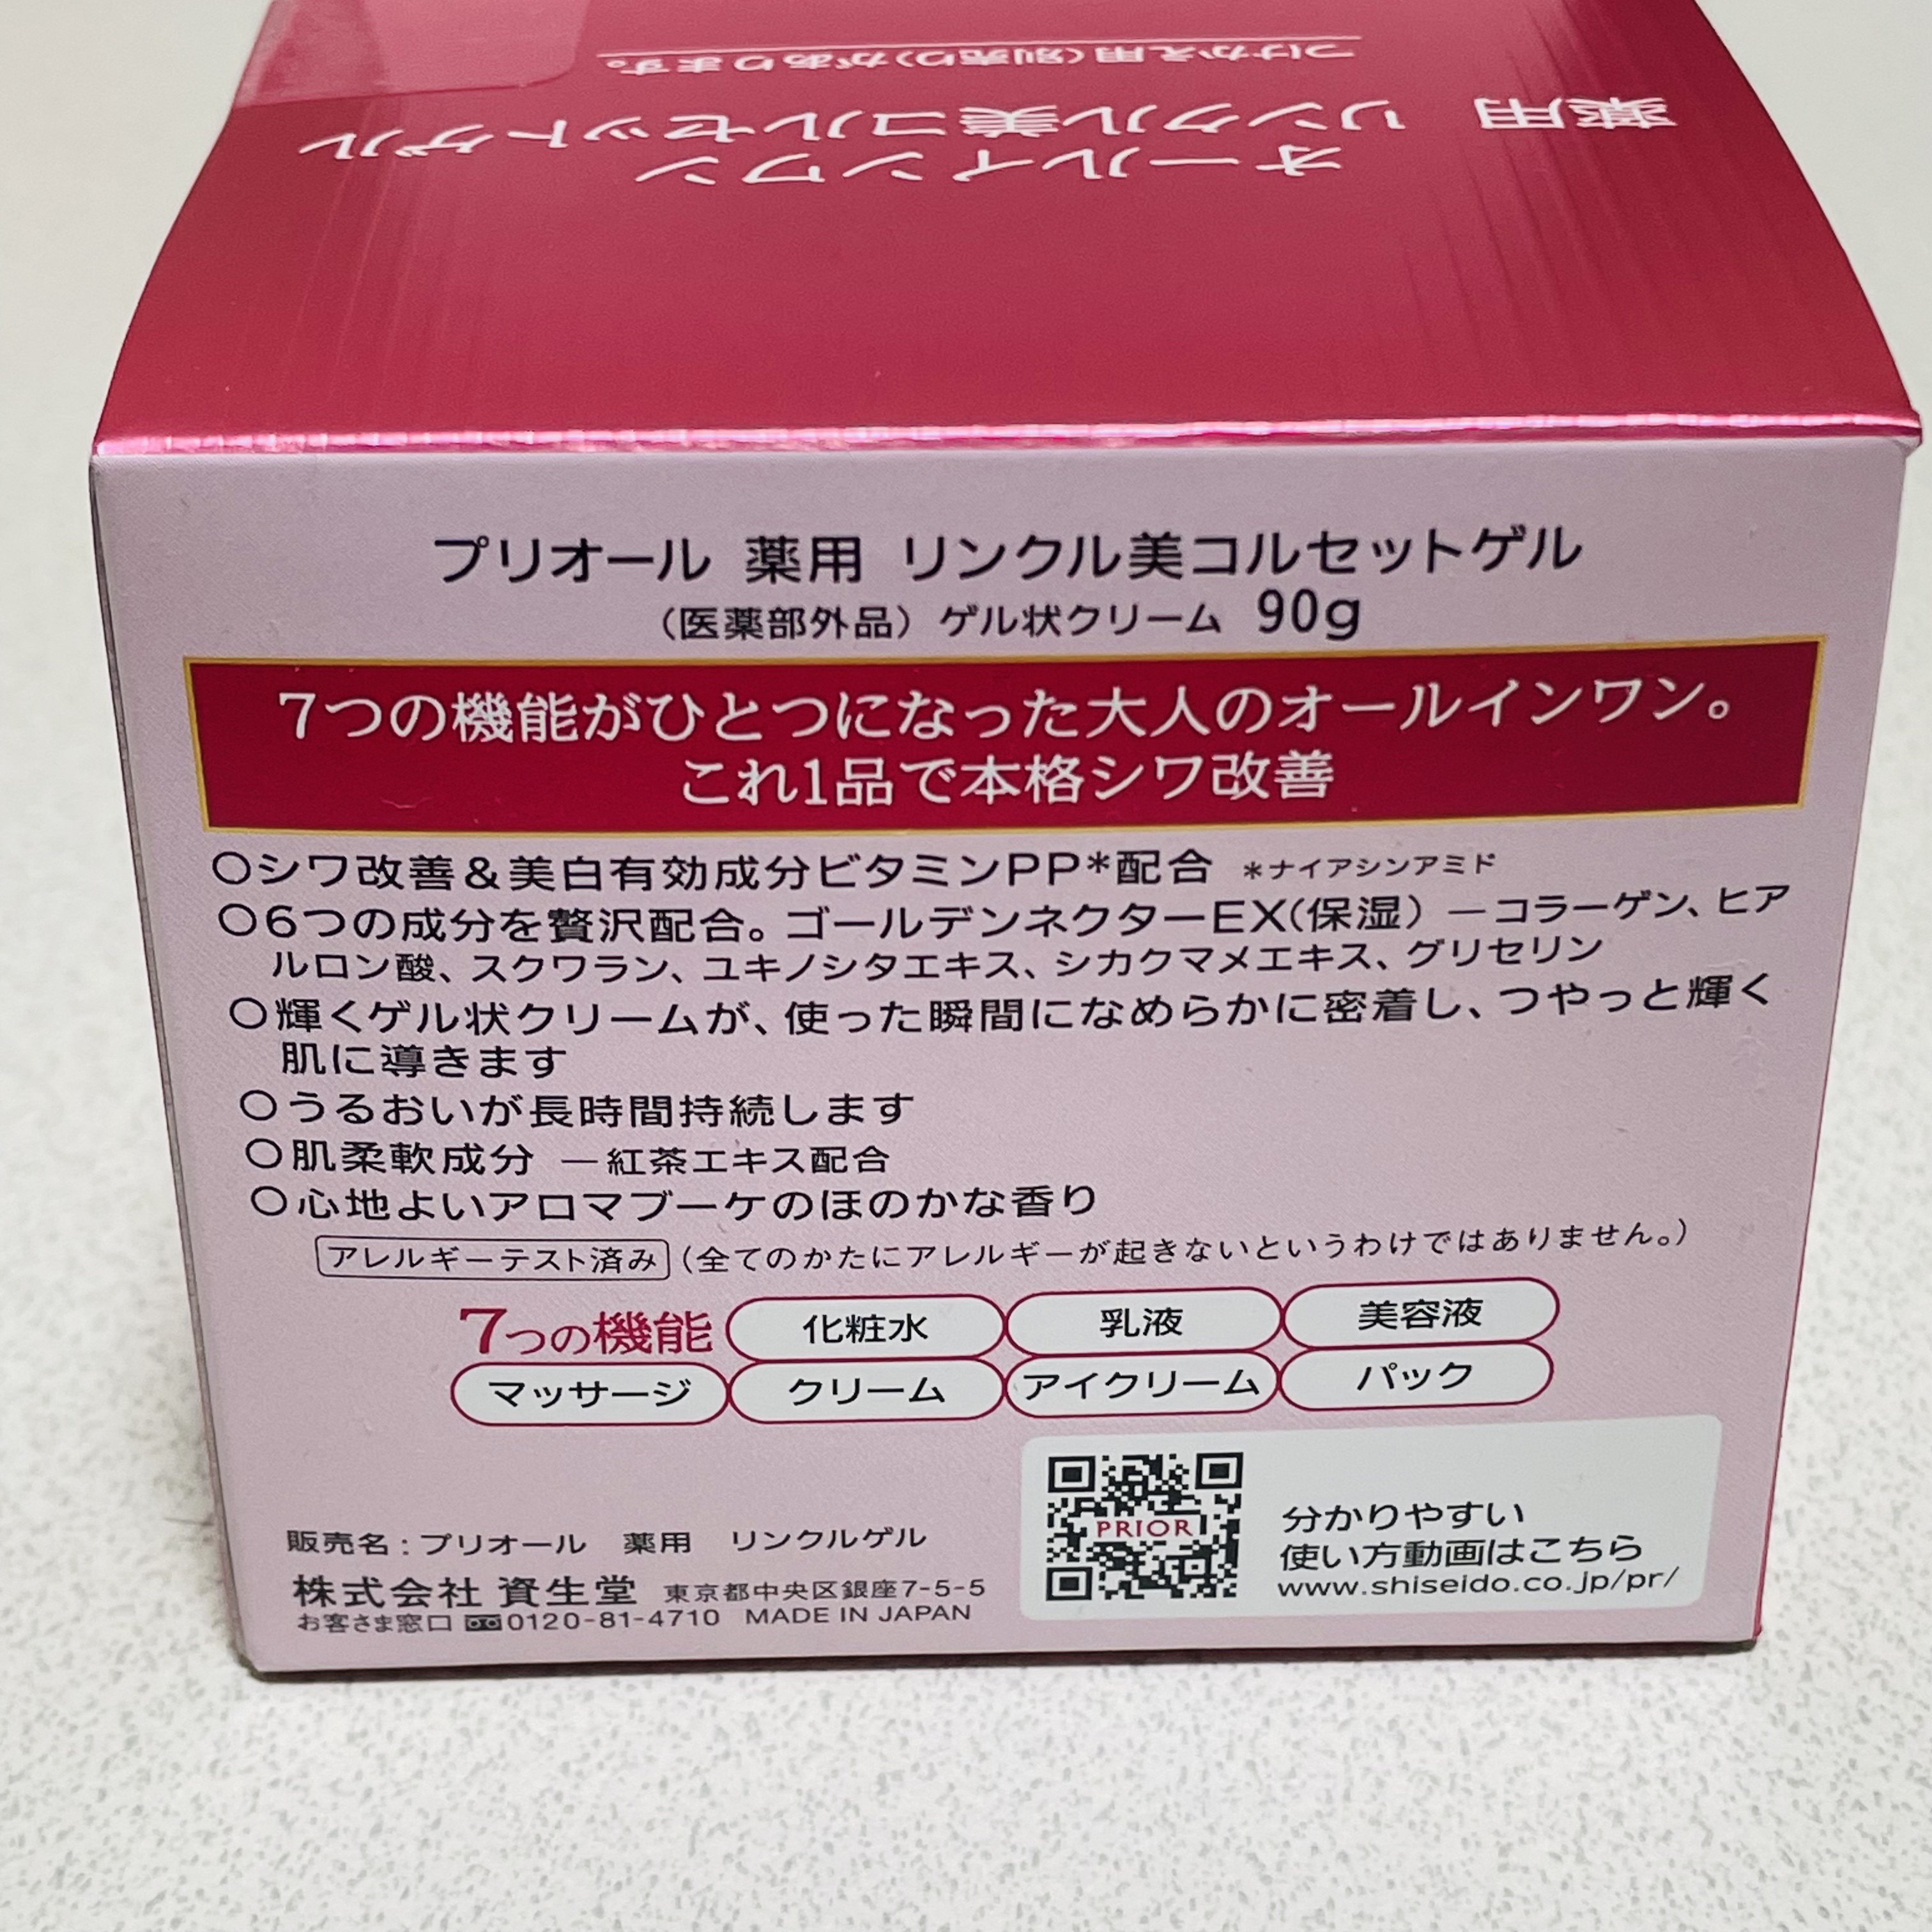 つけかえ用(別売り)があります。
薬用 リンクル美コルセットゲル
オールインワン
プリオール 薬用 リンクル美コルセットゲル
（医薬部外品）ゲル状クリーム 90g
7つの機能がひとつになった大人のオールインワン。
これ1品で本格シワ改善
○シワ改善＆美白有効成分ビタミンPP*配合 *ナイアシンアミド
○6つの成分を贅沢配合。ゴールデンネクターEX(保湿）―コラーゲン、ヒア
ルロン酸、スクワラン、ユキノシタエキス、シカクマメエキス、グリセリン
○輝くゲル状クリームが、使った瞬間になめらかに密着し、つやっと輝く
肌に導きます
○うるおいが長時間持続します
○肌柔軟成分 ―紅茶エキス配合
○心地よいアロマブーケのほのかな香り
アレルギーテスト済み（全てのかたにアレルギーが起きないというわけではありません。）
7つの機能 化粧水 乳液 美容液
マッサージ クリーム アイクリーム パック
PRIOR
分かりやすい
使い方動画はこちら
www.shiseido.co.jp/pr/
販売名：プリオール 薬用 リンクルゲル
株式会社 資生堂 東京都中央区銀座7-5-5
お客さま窓口 0120-81-4710 MADE IN JAPAN